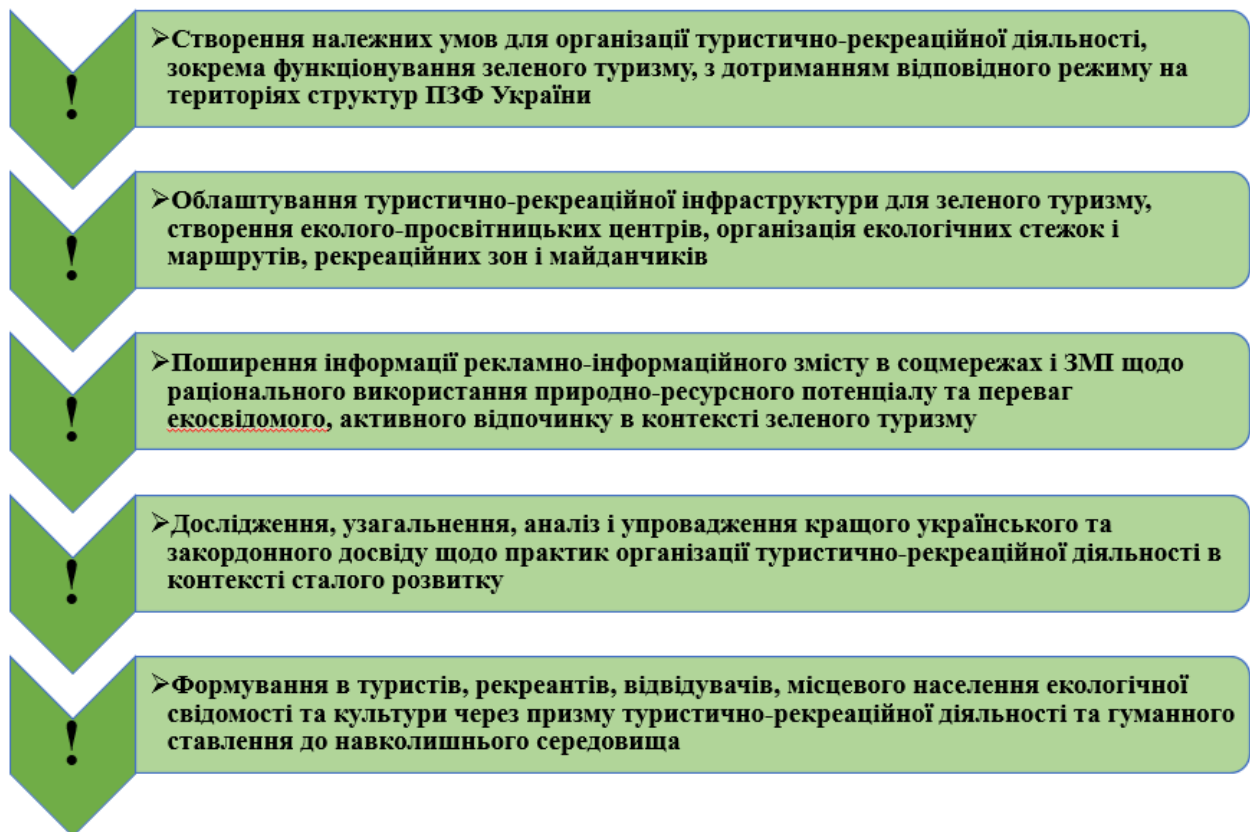 !
➢Створення належних умов для організації туристично-рекреаційної діяльності,
зокрема функціонування зеленого туризму, з дотриманням відповідного режиму на
територіях структур ПЗФ України
!
➢Облаштування туристично-рекреаційної інфраструктури для зеленого туризму,
створення еколого-просвітницьких центрів, організація екологічних стежок і
маршрутів, рекреаційних зон і майданчиків
!
➢Поширення інформації рекламно-інформаційного змісту в соцмережах і ЗМІ щодо
раціонального використання природно-ресурсного потенціалу та переваг
екосвідомого, активного відпочинку в контексті зеленого туризму
!
➢Дослідження, узагальнення, аналіз і упровадження кращого українського та
закордонного досвіду щодо практик організації туристично-рекреаційної діяльності в
контексті сталого розвитку
!
➢Формування в туристів, рекреантів, відвідувачів, місцевого населення екологічної
свідомості та культури через призму туристично-рекреаційної діяльності та гуманного
ставлення до навколишнього середовища